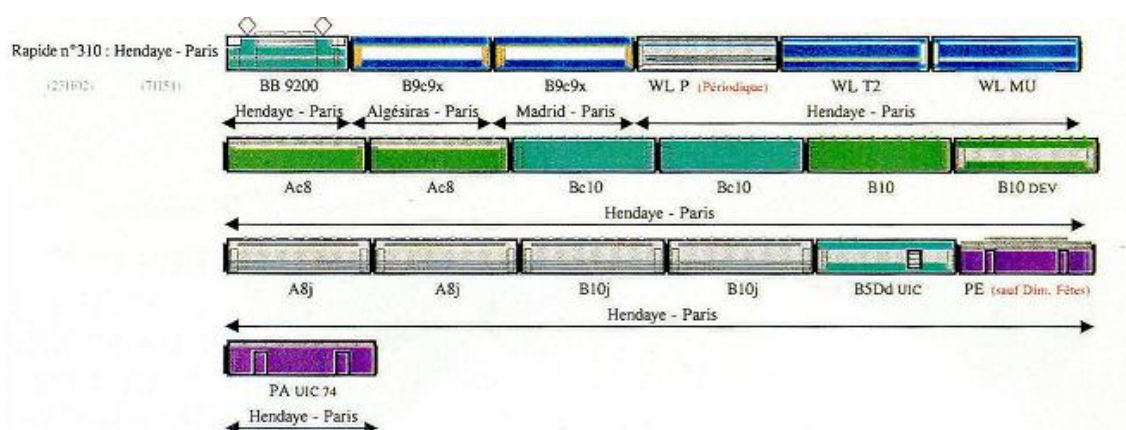 Rapide n°310 : Hendaye - Paris
BB 9200 B9c9x B9c9x WL P (Périodique) WL T2 WL MU
Hendaye - Paris Algésiras - Paris Madrid - Paris Hendaye - Paris
Ac8 Ac8 Bc10 Bc10 B10 B10 DEV
Hendaye - Paris
A8j A8j B10j B10j B5Dd UIC PE (sauf Dim. Fêtes)
Hendaye - Paris
PA UIC 74
Hendaye - Paris